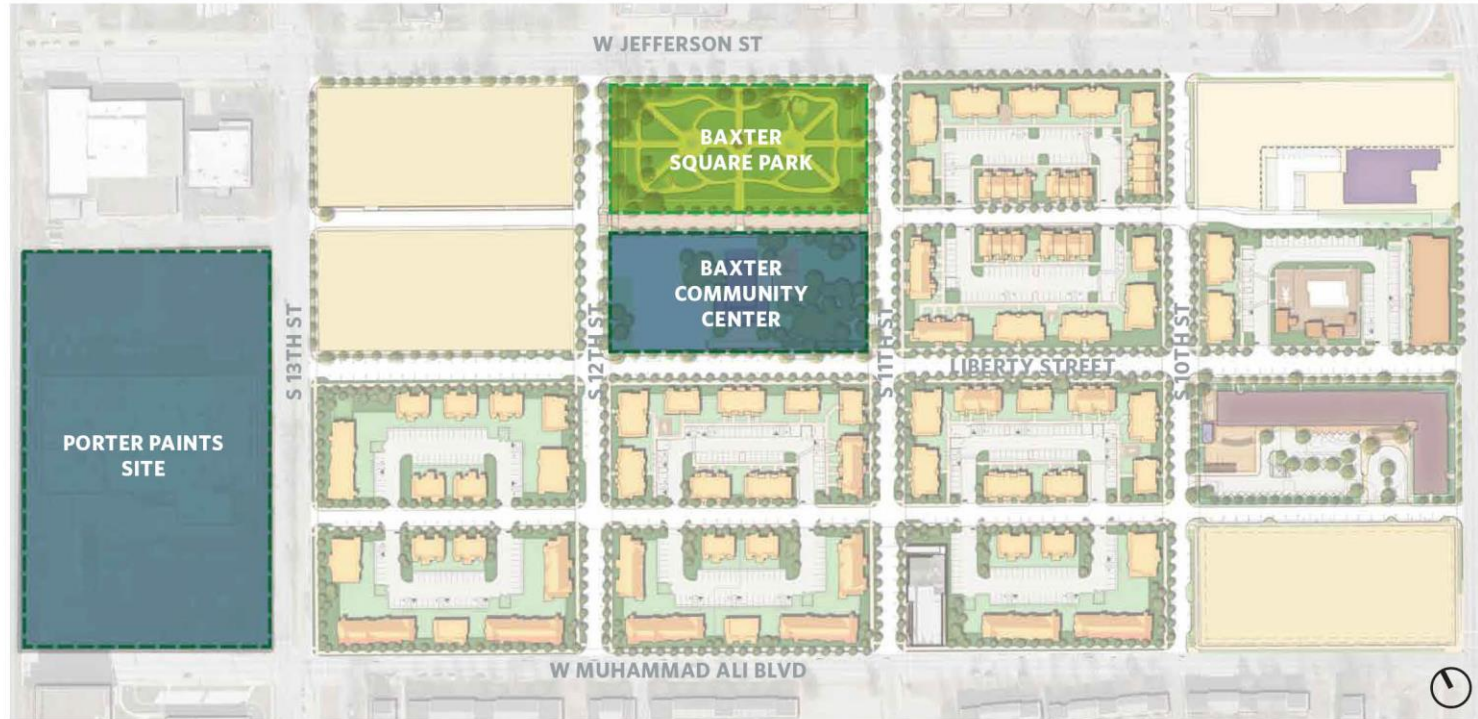 W JEFFERSON ST
BAXTER
SQUARE PARK
BAXTER
COMMUNITY
CENTER
S 13TH ST
S 12TH ST
S 11TH ST
S 10TH ST
LIBERTY STREET
PORTER PAINTS
SITE
W MUHAMMAD ALI BLVD